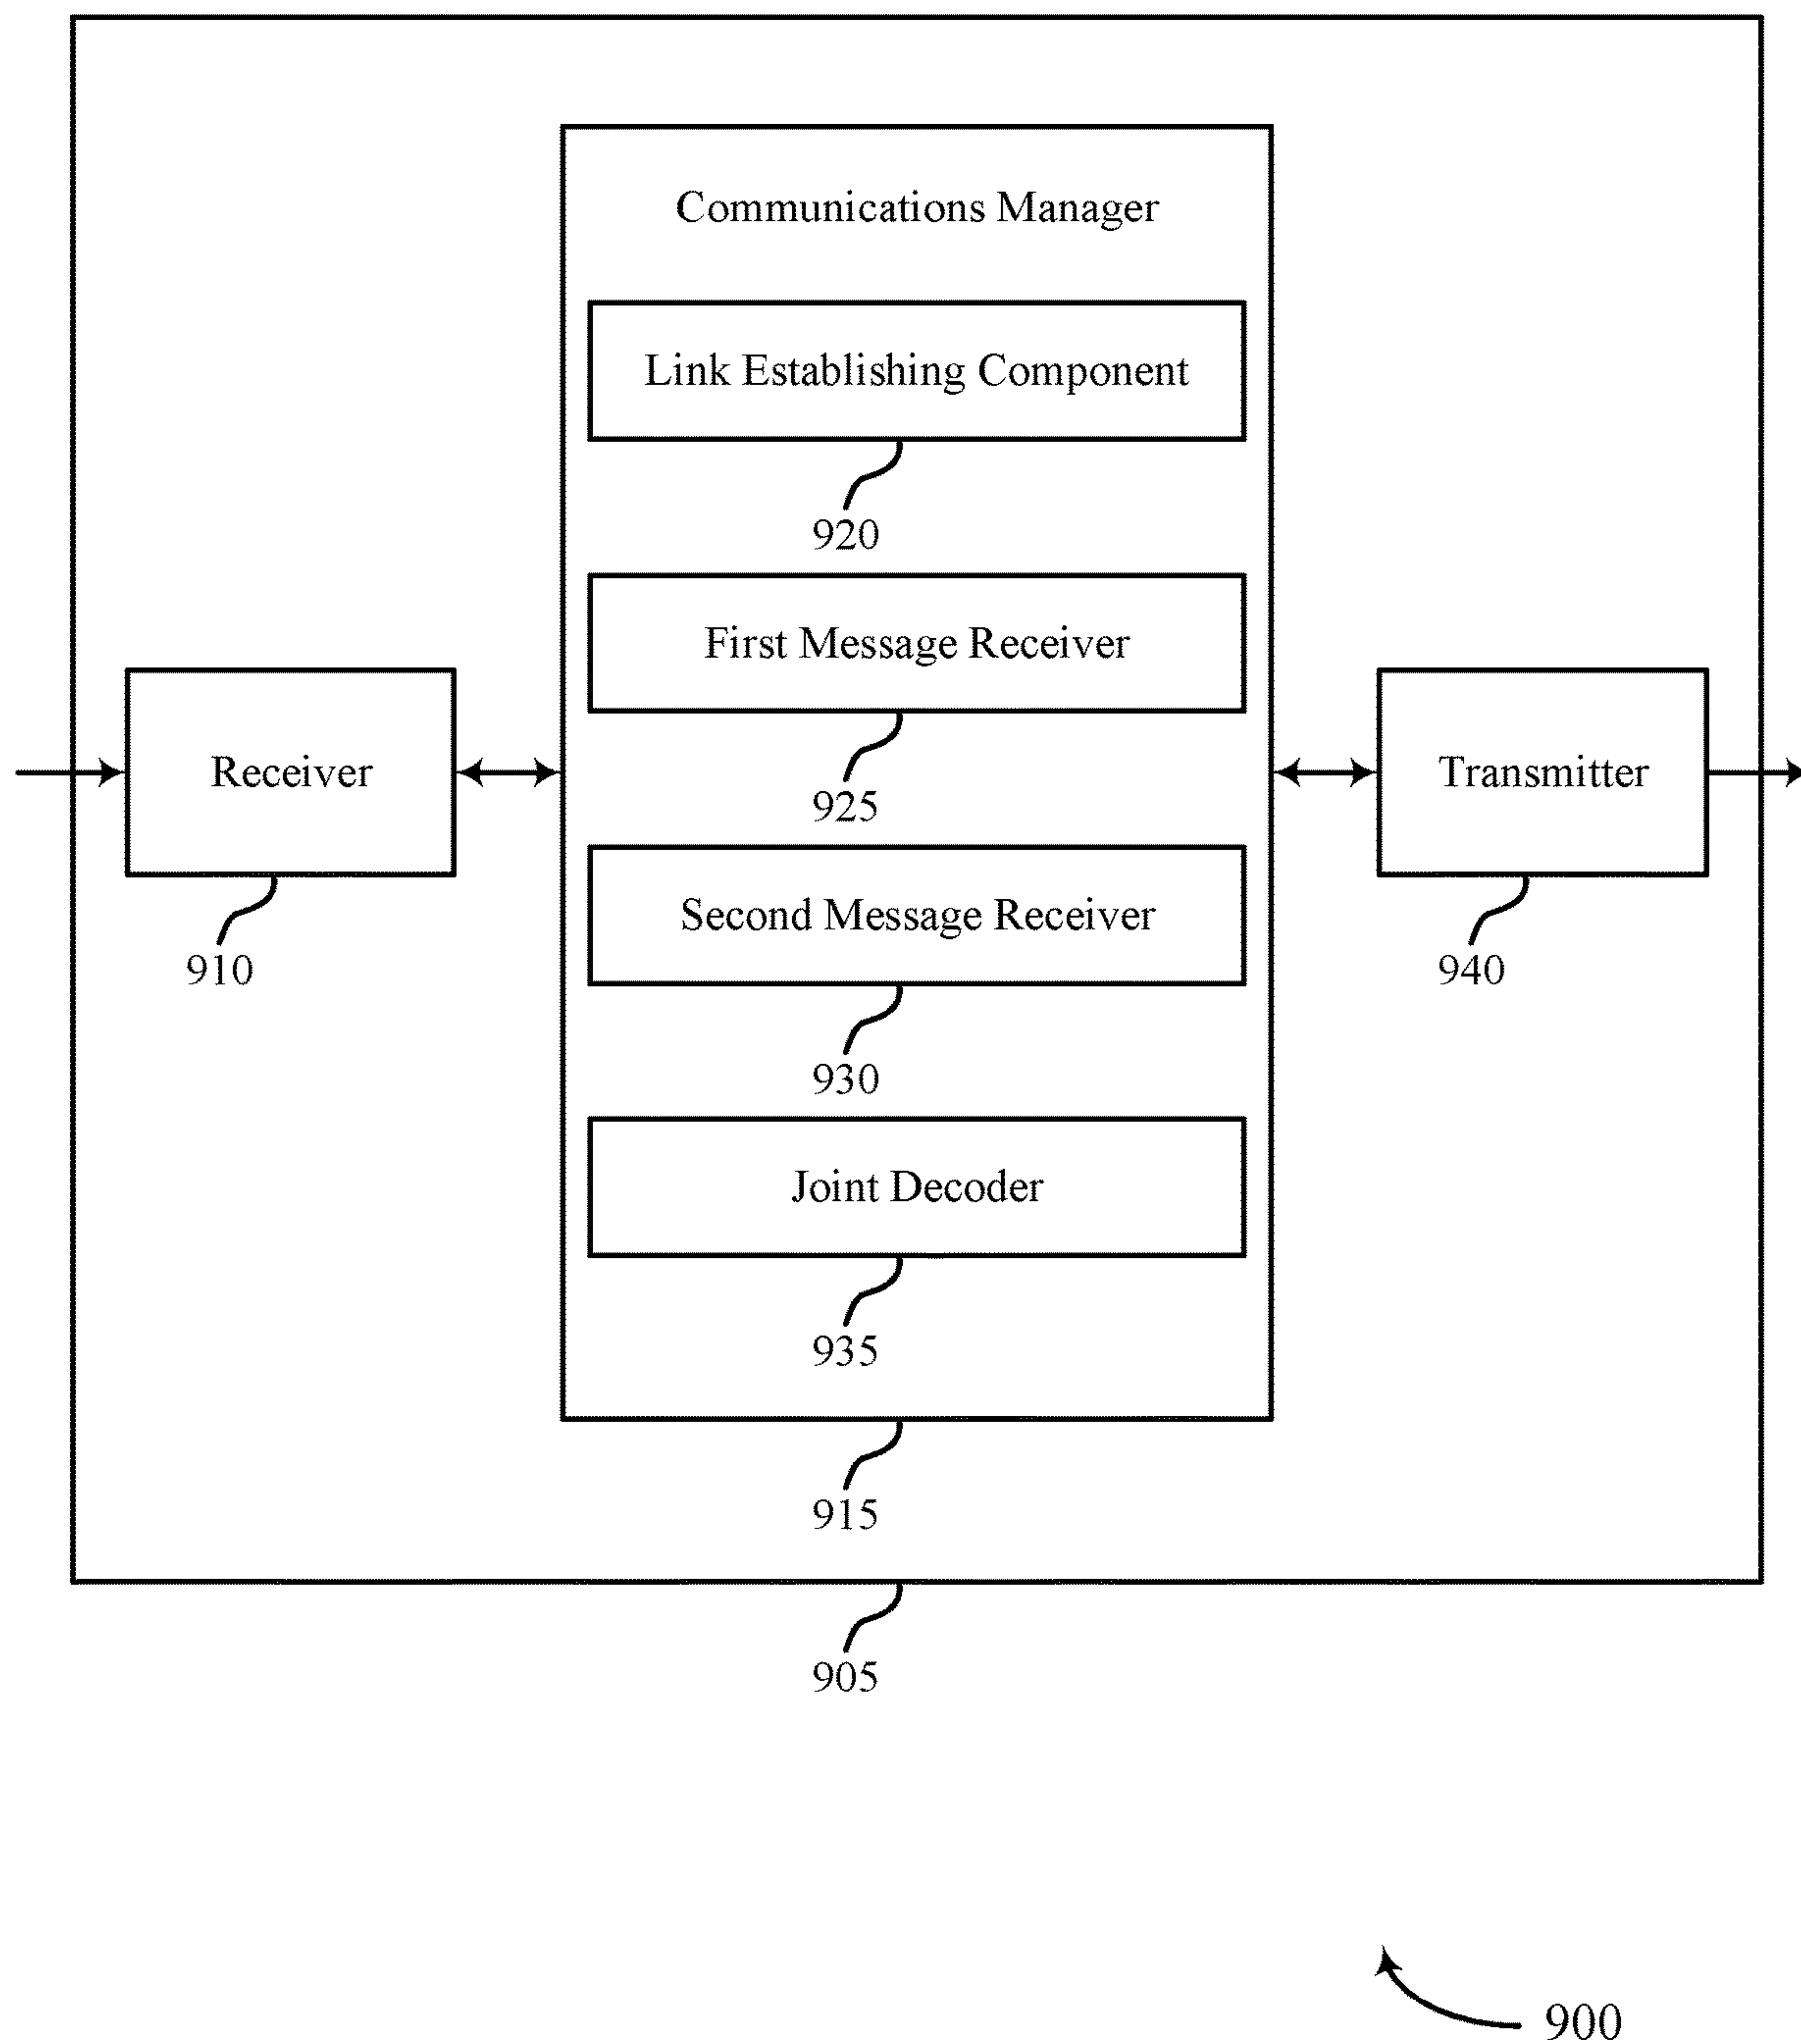 Communications Manager
Link Establishing Component
920
First Message Receiver
925
Receiver
910
Second Message Receiver
930
Transmitter
940
Joint Decoder
935
915
905
900